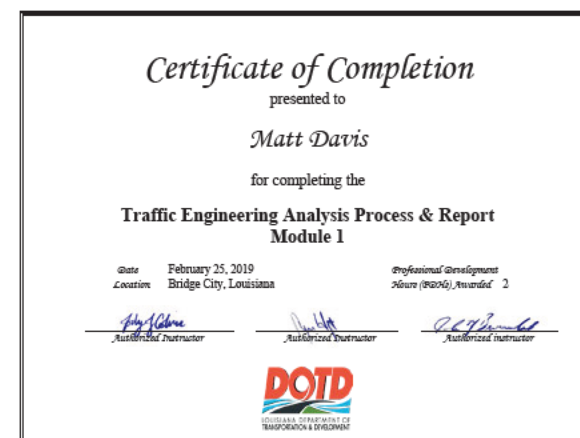 Certificate of Completion
presented to
Matt Davis
for completing the
Traffic Engineering Analysis Process & Report
Module 1
Date February 25, 2019
Location Bridge City, Louisiana
Professional Development
Hours (PDHs) Awarded 2
Authorized Instructor
Authorized Instructor
Authorized instructor
DOTD
LOUISIANA DEPARTMENT OF
TRANSPORTATION & DEVELOPMENT